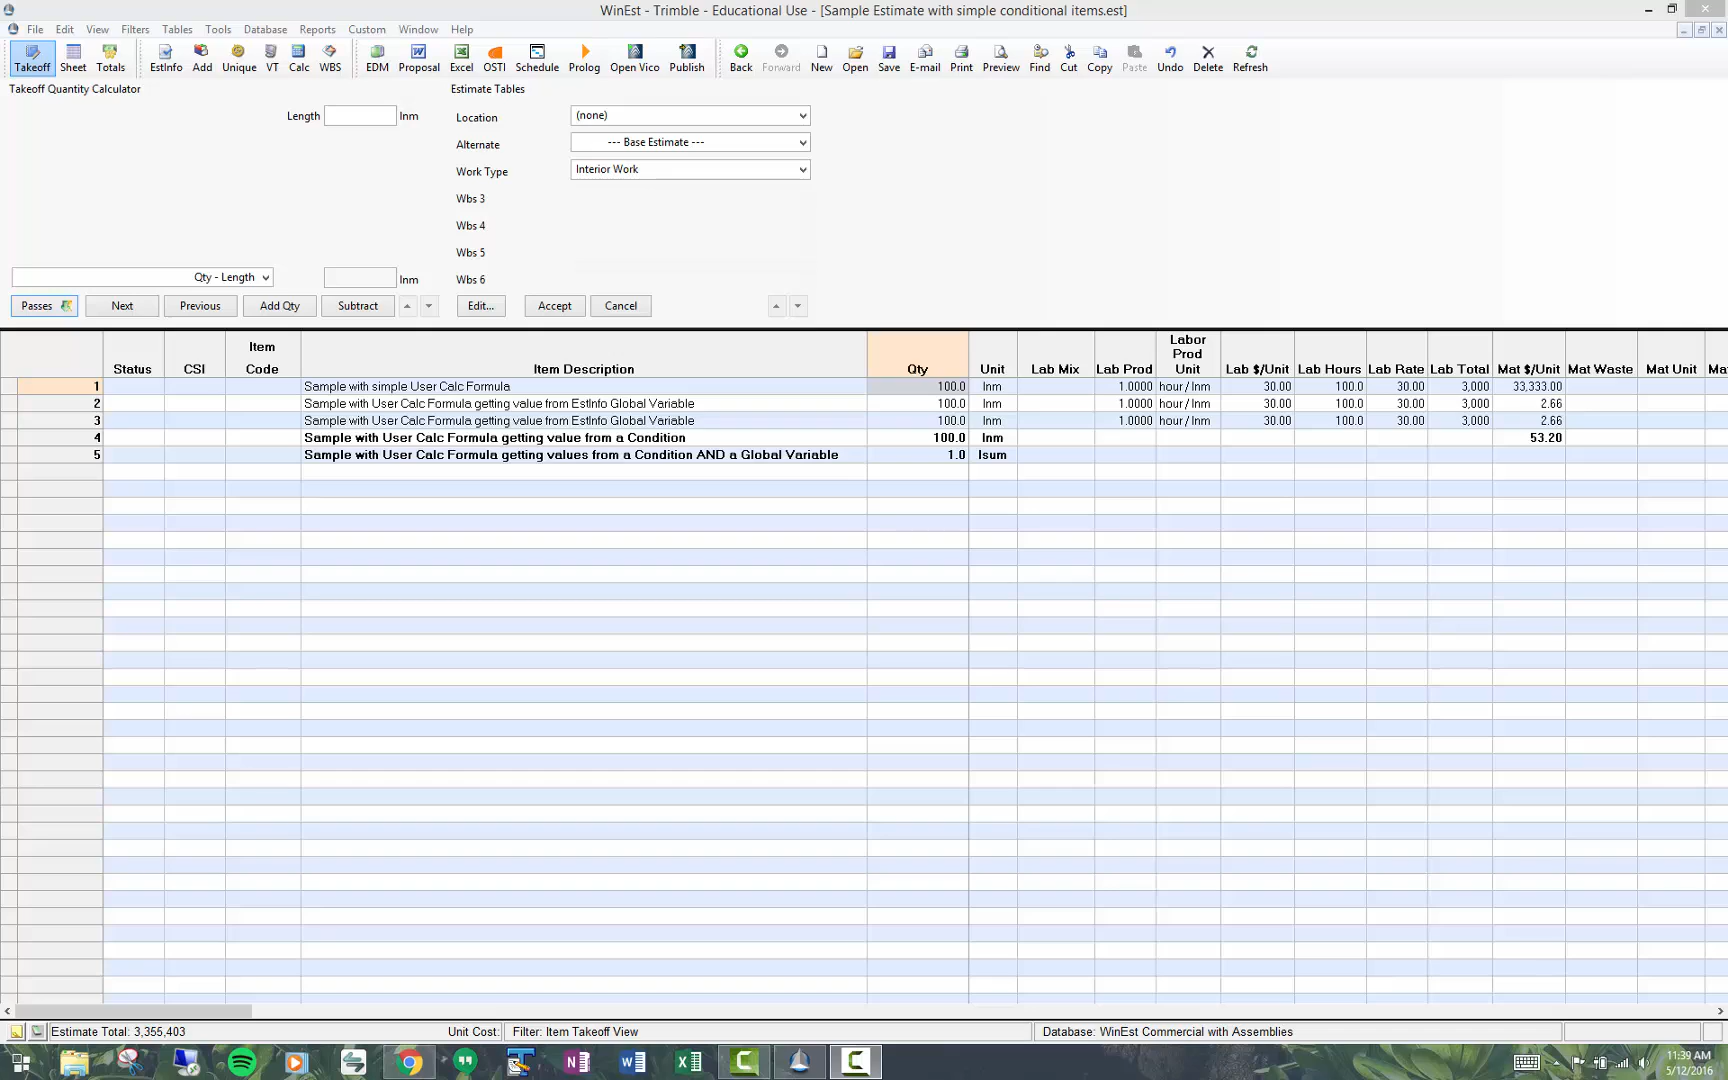 WinEst - Trimble - Educational Use - [Sample Estimate with simple conditional items.est]
File Edit View Filters Tables Tools Database Reports Custom Window Help
Takeoff Sheet Totals EstInfo Add Unique VT Calc WBS EDM Proposal Excel OSTI Schedule Prolog Open Vico Publish Back Forward New Open Save E-mail Print Preview Find Cut Copy Paste Undo Delete Refresh
Takeoff Quantity Calculator Estimate Tables
Length lnm Location (none)
Alternate --- Base Estimate ---
Work Type Interior Work
Wbs 3
Wbs 4
Wbs 5
Qty - Length lnm Wbs 6
Passes Next Previous Add Qty Subtract Edit... Accept Cancel
Status CSI Item Code Item Description Qty Unit Lab Mix Lab Prod Labor Prod Unit Lab $/Unit Lab Hours Lab Rate Lab Total Mat $/Unit Mat Waste Mat Unit Ma
1 Sample with simple User Calc Formula 100.0 lnm 1.0000 hour/lnm 30.00 100.0 30.00 3,000 33,333.00
2 Sample with User Calc Formula getting value from EstInfo Global Variable 100.0 lnm 1.0000 hour/lnm 30.00 100.0 30.00 3,000 2.66
3 Sample with User Calc Formula getting value from EstInfo Global Variable 100.0 lnm 1.0000 hour/lnm 30.00 100.0 30.00 3,000 2.66
4 Sample with User Calc Formula getting value from a Condition 100.0 lnm 53.20
5 Sample with User Calc Formula getting values from a Condition AND a Global Variable 1.0 lsum
Estimate Total: 3,355,403 Unit Cost: Filter: Item Takeoff View Database: WinEst Commercial with Assemblies
11:39 AM
5/12/2016